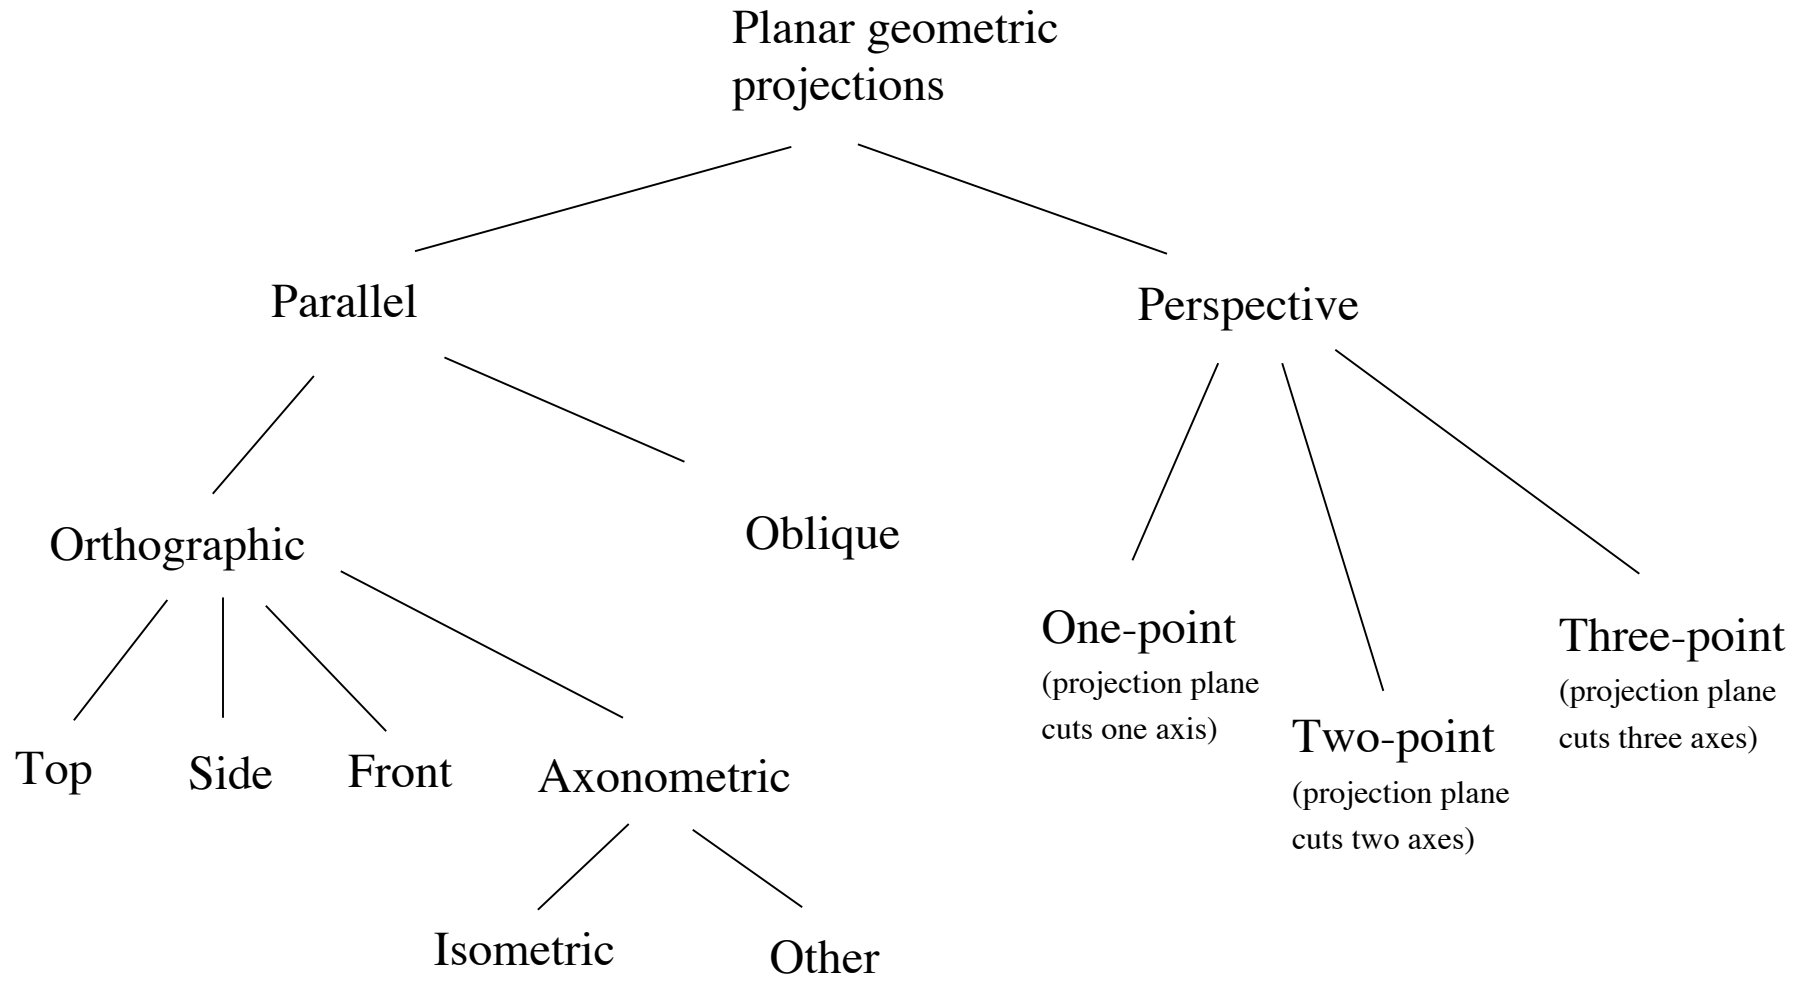 Planar geometric
projections
Parallel
Perspective
Orthographic
Oblique
One-point
(projection plane
cuts one axis)
Two-point
(projection plane
cuts two axes)
Three-point
(projection plane
cuts three axes)
Top
Side
Front
Axonometric
Isometric
Other